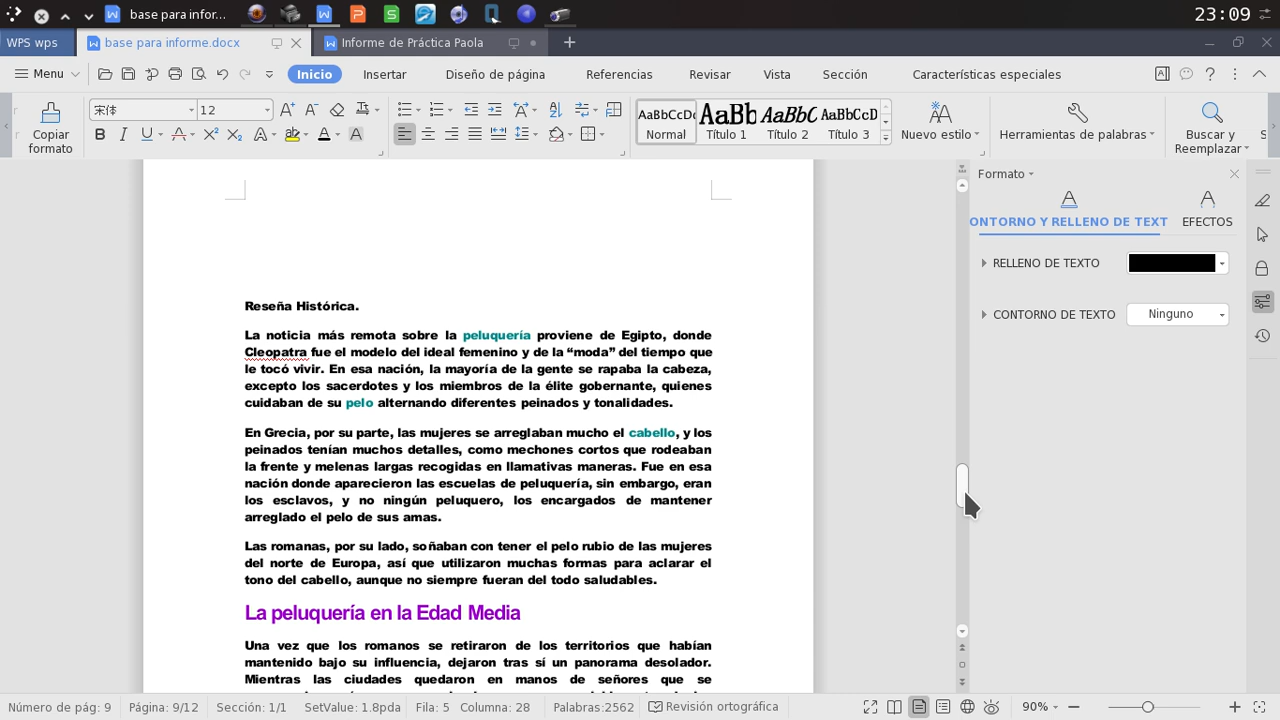 base para infor... 23:09
WPS wps base para informe.docx Informe de Práctica Paola
Menu Inicio Insertar Diseño de página Referencias Revisar Vista Sección Características especiales
Copiar formato
宋体 12
AaBbCcDc AaBb AaBbC AaBbCcD
Normal Título 1 Título 2 Título 3
Nuevo estilo Herramientas de palabras Buscar y Reemplazar S
Formato
ONTORNO Y RELLENO DE TEXT EFECTOS
RELLENO DE TEXTO
CONTORNO DE TEXTO Ninguno
Reseña Histórica.
La noticia más remota sobre la peluquería proviene de Egipto, donde
Cleopatra fue el modelo del ideal femenino y de la “moda” del tiempo que
le tocó vivir. En esa nación, la mayoría de la gente se rapaba la cabeza,
excepto los sacerdotes y los miembros de la élite gobernante, quienes
cuidaban de su pelo alternando diferentes peinados y tonalidades.
En Grecia, por su parte, las mujeres se arreglaban mucho el cabello, y los
peinados tenían muchos detalles, como mechones cortos que rodeaban
la frente y melenas largas recogidas en llamativas maneras. Fue en esa
nación donde aparecieron las escuelas de peluquería, sin embargo, eran
los esclavos, y no ningún peluquero, los encargados de mantener
arreglado el pelo de sus amas.
Las romanas, por su lado, soñaban con tener el pelo rubio de las mujeres
del norte de Europa, así que utilizaron muchas formas para aclarar el
tono del cabello, aunque no siempre fueran del todo saludables.
La peluquería en la Edad Media
Una vez que los romanos se retiraron de los territorios que habían
mantenido bajo su influencia, dejaron tras sí un panorama desolador.
Mientras las ciudades quedaron en manos de señores que se
Número de pág: 9 Página: 9/12 Sección: 1/1 SetValue: 1.8pda Fila: 5 Columna: 28 Palabras:2562 Revisión ortográfica 90%